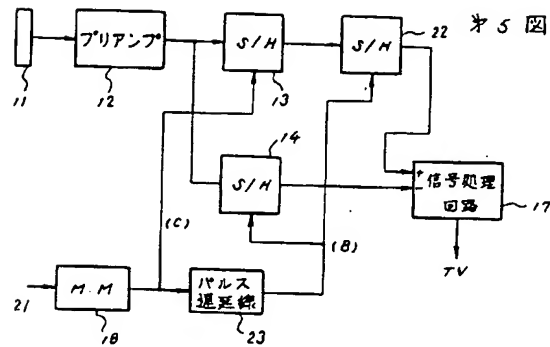 第5図
プリアンプ
S/H
S/H
22
11
12
13
14
S/H
+
-
信号処理
回路
17
(C)
(B)
TV
21
M.M
18
パルス
遅延線
23